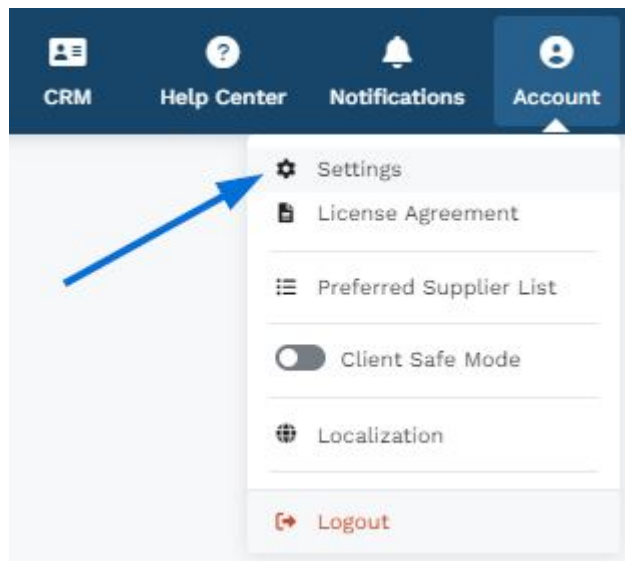 CRM Help Center Notifications Account
Settings
License Agreement
Preferred Supplier List
Client Safe Mode
Localization
Logout